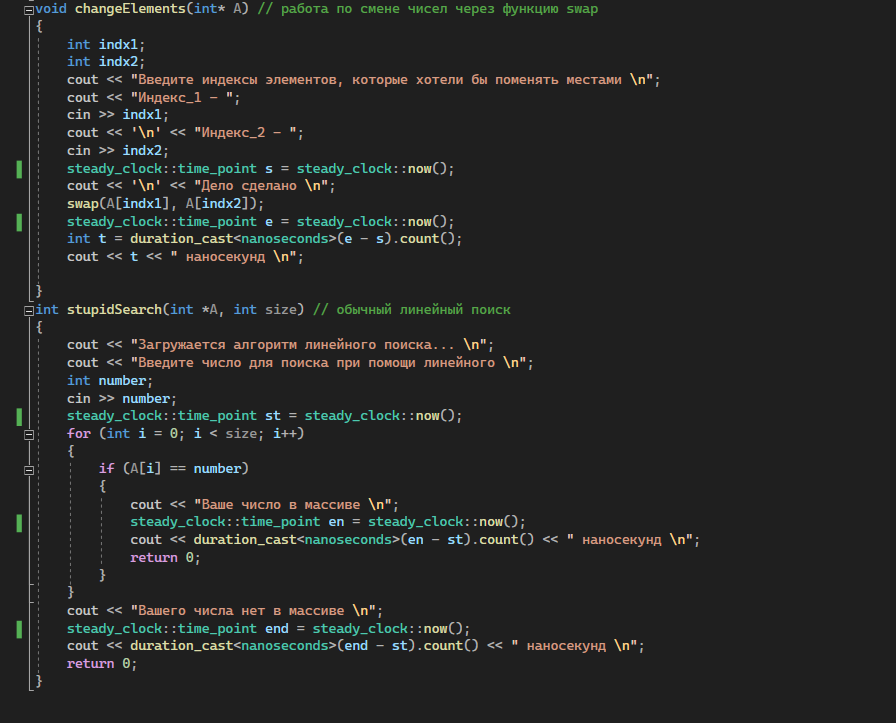 void changeElements(int* A) // работа по смене чисел через функцию swap
{
    int indx1;
    int indx2;
    cout << "Введите индексы элементов, которые хотели бы поменять местами \n";
    cout << "Индекс_1 - ";
    cin >> indx1;
    cout << '\n' << "Индекс_2 - ";
    cin >> indx2;
    steady_clock::time_point s = steady_clock::now();
    cout << '\n' << "Дело сделано \n";
    swap(A[indx1], A[indx2]);
    steady_clock::time_point e = steady_clock::now();
    int t = duration_cast<nanoseconds>(e - s).count();
    cout << t << " наносекунд \n";

}
int stupidSearch(int *A, int size) // обычный линейный поиск
{
    cout << "Загружается алгоритм линейного поиска... \n";
    cout << "Введите число для поиска при помощи линейного \n";
    int number;
    cin >> number;
    steady_clock::time_point st = steady_clock::now();
    for (int i = 0; i < size; i++)
    {
        if (A[i] == number)
        {
            cout << "Ваше число в массиве \n";
            steady_clock::time_point en = steady_clock::now();
            cout << duration_cast<nanoseconds>(en - st).count() << " наносекунд \n";
            return 0;
        }
    }
    cout << "Вашего числа нет в массиве \n";
    steady_clock::time_point end = steady_clock::now();
    cout << duration_cast<nanoseconds>(end - st).count() << " наносекунд \n";
    return 0;
}